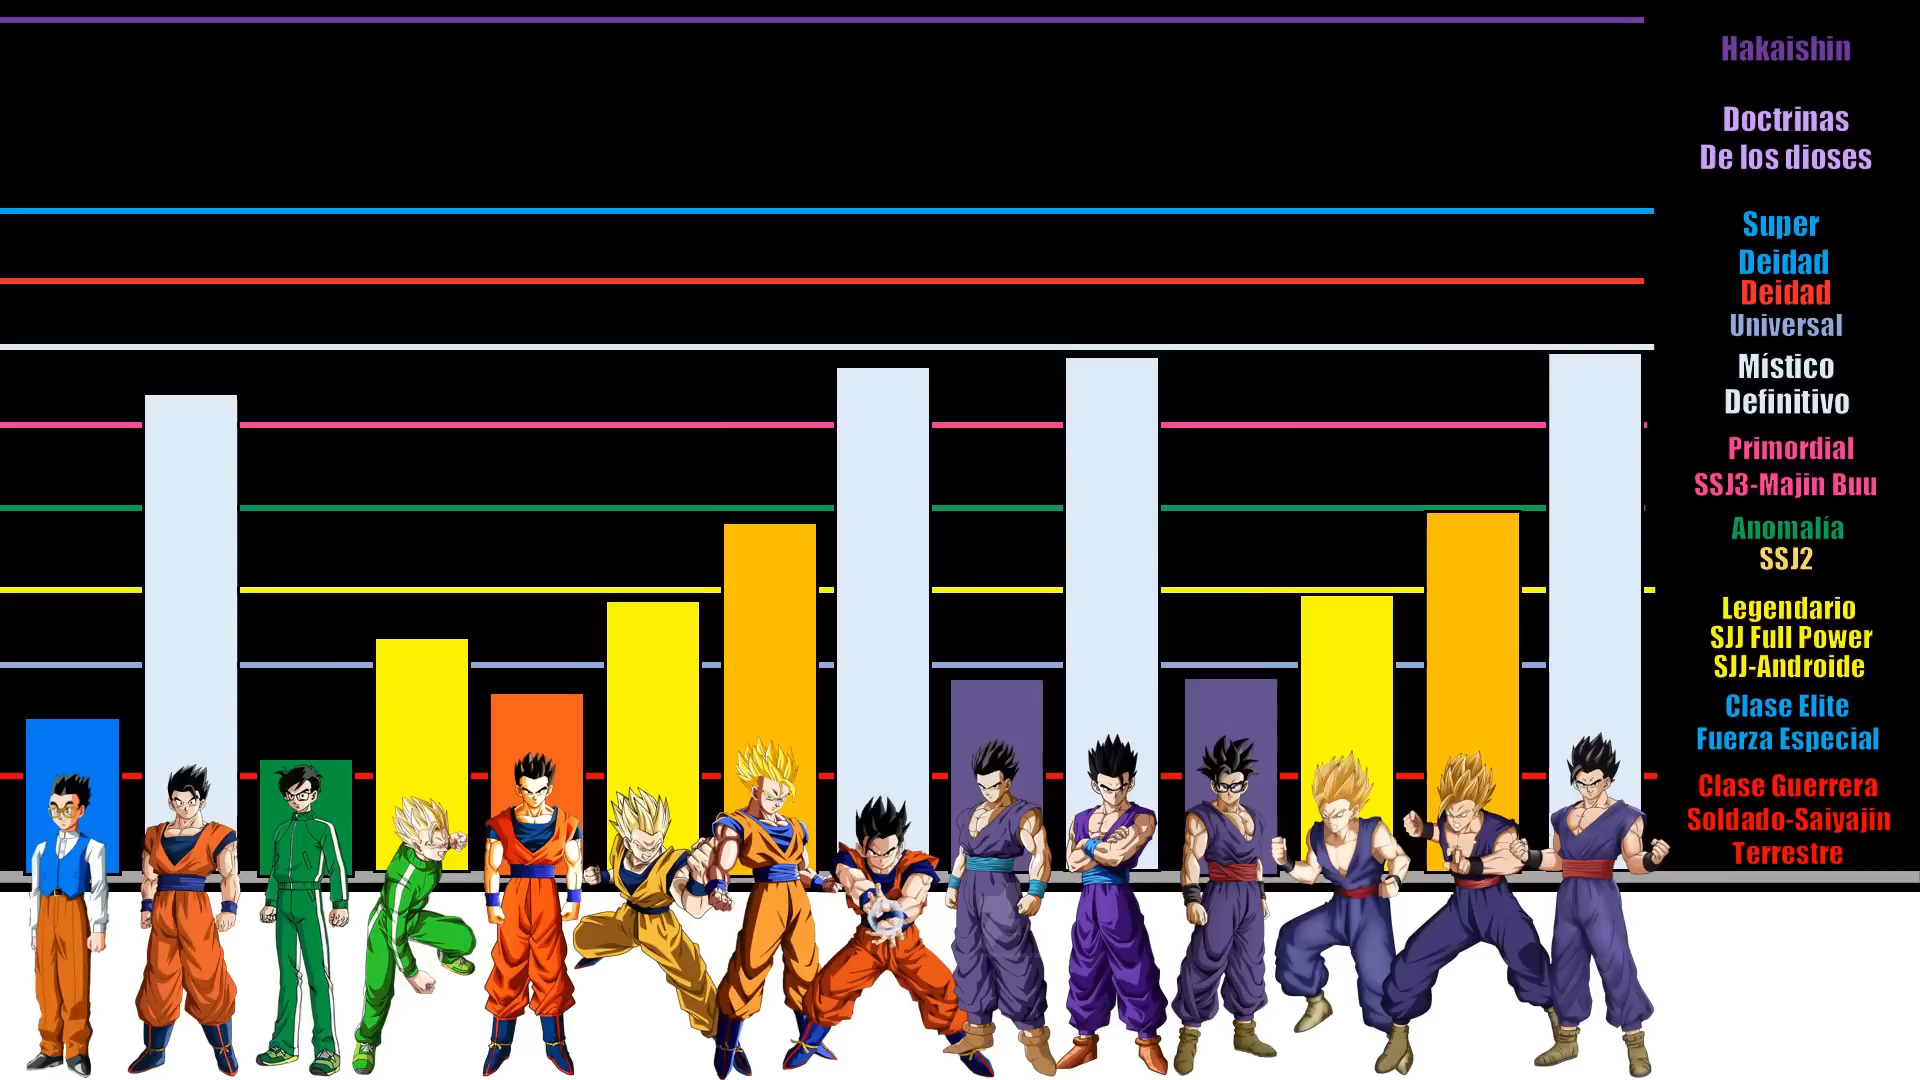 Hakaishin
Doctrinas
De los dioses
Super
Deidad
Deidad
Universal
Místico
Definitivo
Primordial
SSJ3-Majin Buu
Anomalía
SSJ2
Legendario
SJJ Full Power
SJJ-Androide
Clase Elite
Fuerza Especial
Clase Guerrera
Soldado-Saiyajin
Terrestre